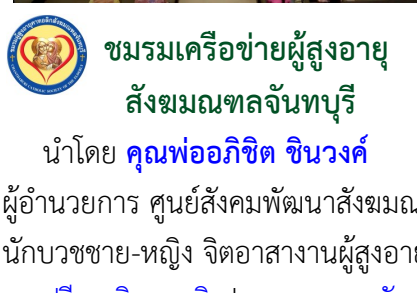 ชมรมเครือข่ายผู้สูงอายุ
สังฆมณฑลจันทบุรี
นำโดย คุณพ่ออภิชิต ชินวงค์
ผู้อำนวยการ ศูนย์สังคมพัฒนาสังฆมณ
นักบวชชาย-หญิง จิตอาสางานผู้สูงอาย